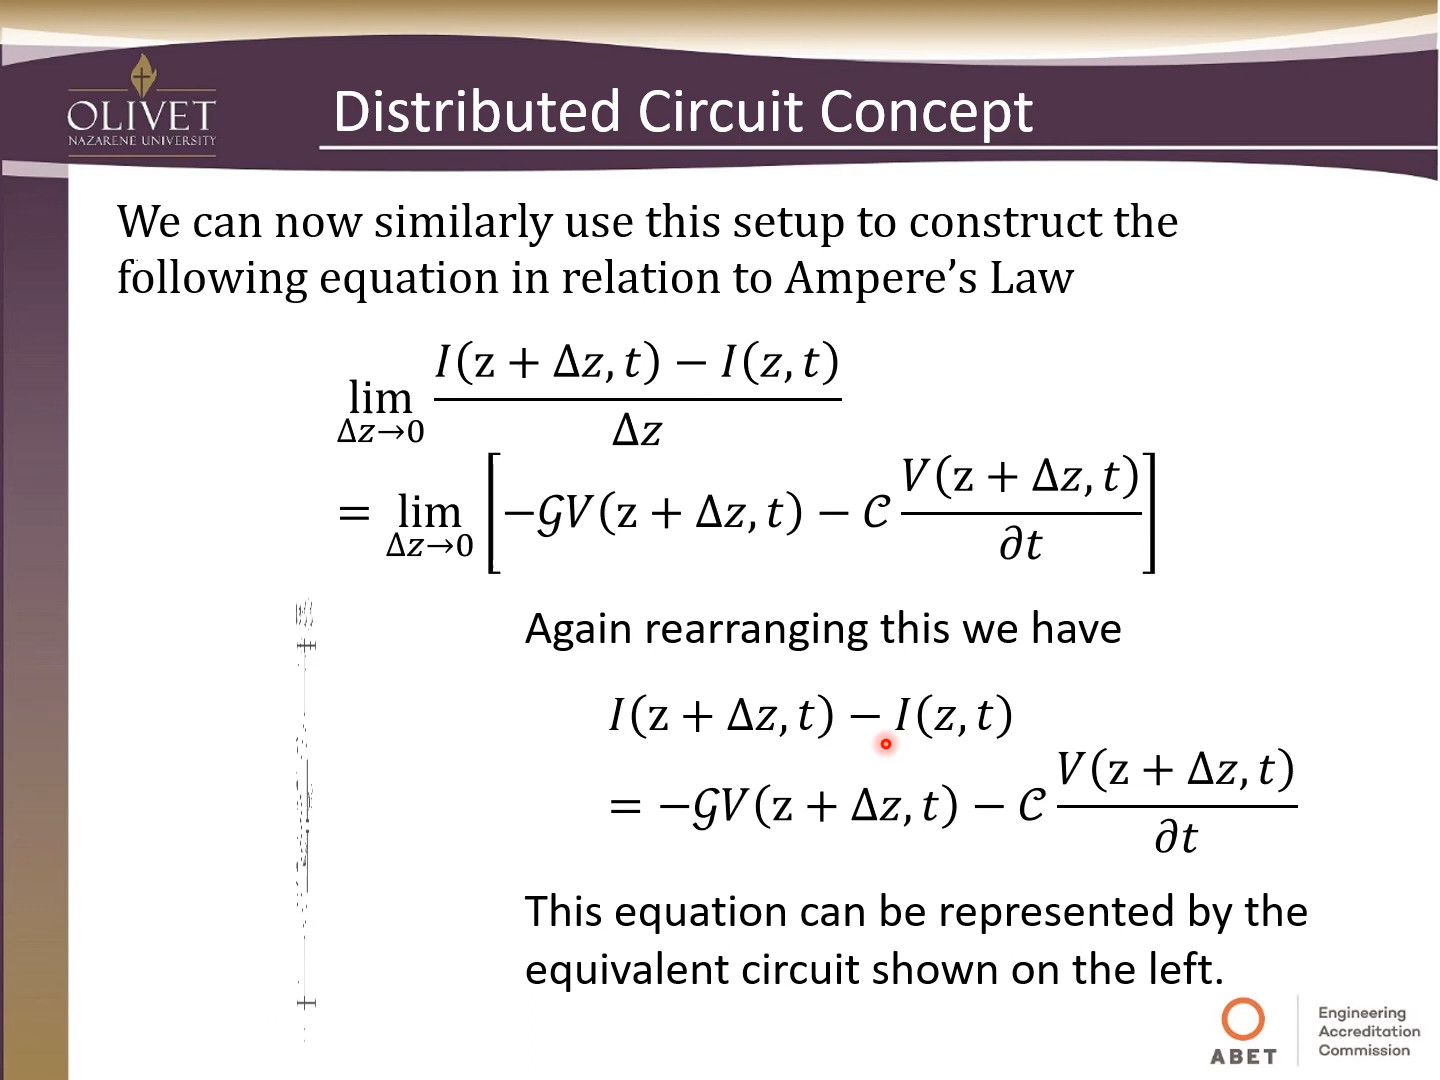 OLIVET
NAZARENE UNIVERSITY
Distributed Circuit Concept
We can now similarly use this setup to construct the
following equation in relation to Ampere’s Law
lim Δz→0 I(z + Δz, t) − I(z, t) / Δz
= lim Δz→0 [−𝒢V(z + Δz, t) − 𝒞 V(z + Δz, t) / ∂t]
Again rearranging this we have
I(z + Δz, t) − I(z, t)
= −𝒢V(z + Δz, t) − 𝒞 V(z + Δz, t) / ∂t
This equation can be represented by the
equivalent circuit shown on the left.
ABET
Engineering
Accreditation
Commission